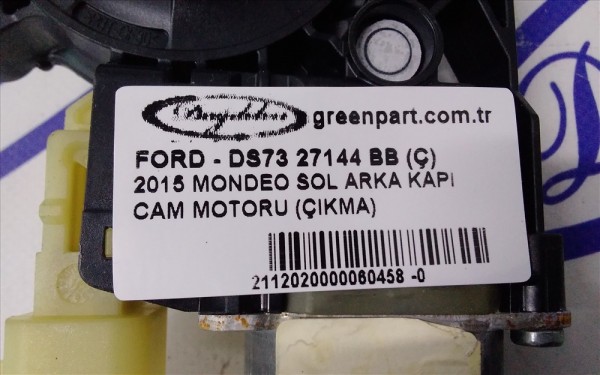 greenpart.com.tr
FORD - DS73 27144 BB (Ç)
2015 MONDEO SOL ARKA KAPI
CAM MOTORU (ÇIKMA)
2112020000060458 -0